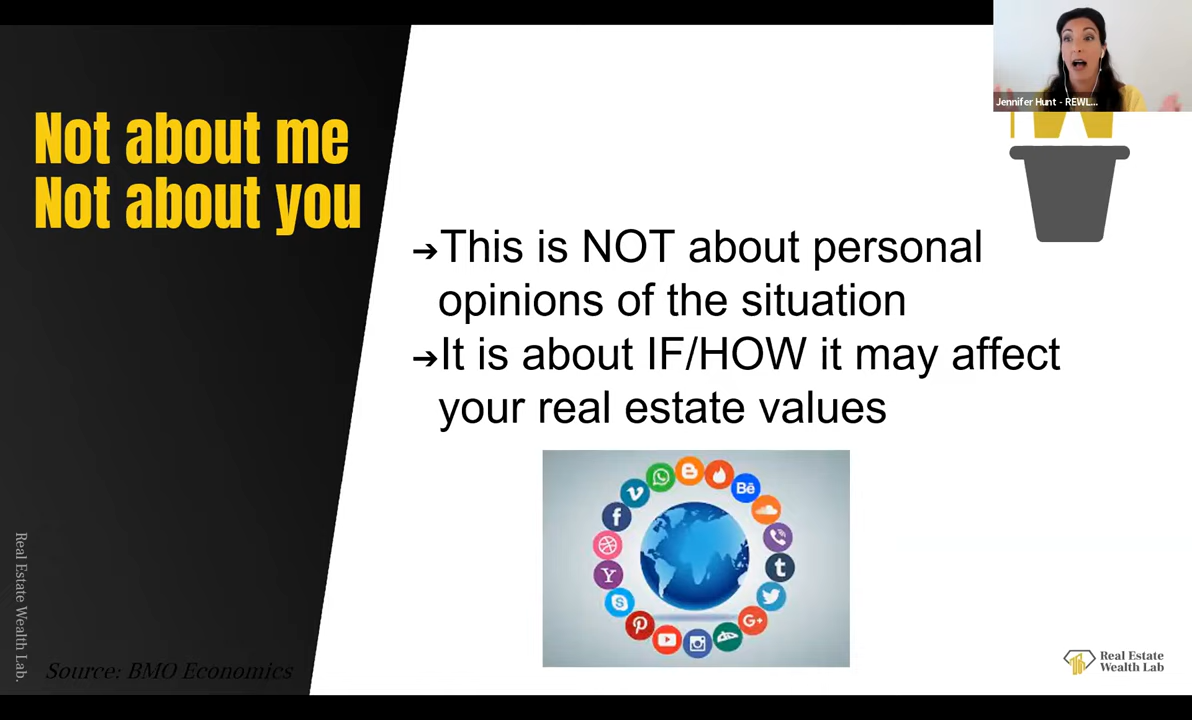 Jennifer Hunt - REWL...
Not about me
Not about you
➔This is NOT about personal
opinions of the situation
➔It is about IF/HOW it may affect
your real estate values
Bē
f
t
Y
G+
Real Estate Wealth Lab.
Source: BMO Economics
Real Estate
Wealth Lab